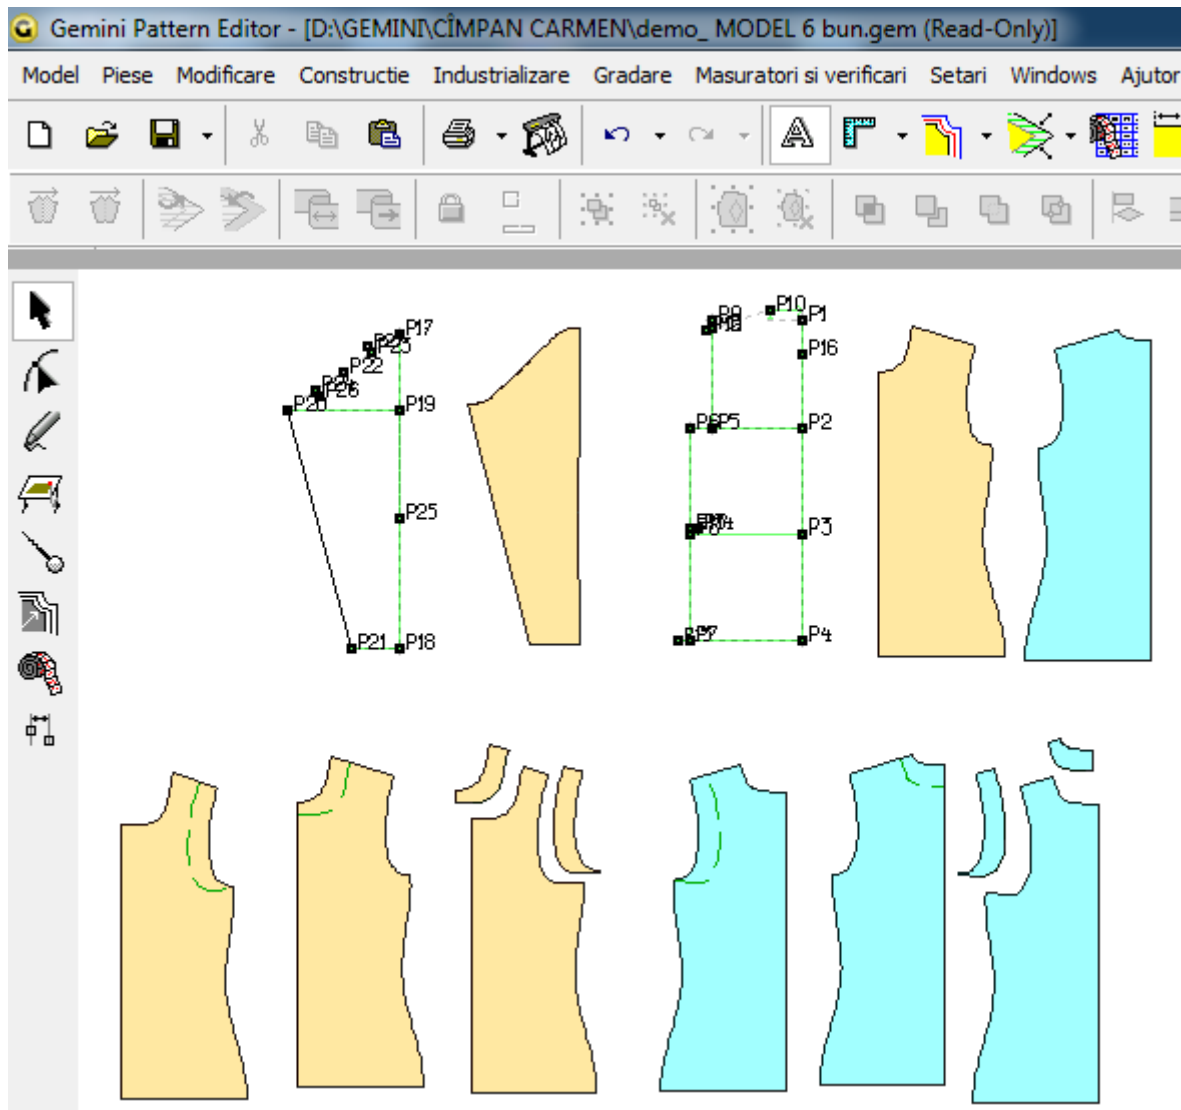 Gemini Pattern Editor - [D:\GEMINI\CÎMPAN CARMEN\demo_ MODEL 6 bun.gem (Read-Only)]
Model Piese Modificare Constructie Industrializare Gradare Masuratori si verificari Setari Windows Ajutor
P17
P22
P19
P25
P21 P18
P10 P1
P16
P5 P2
P3
P4